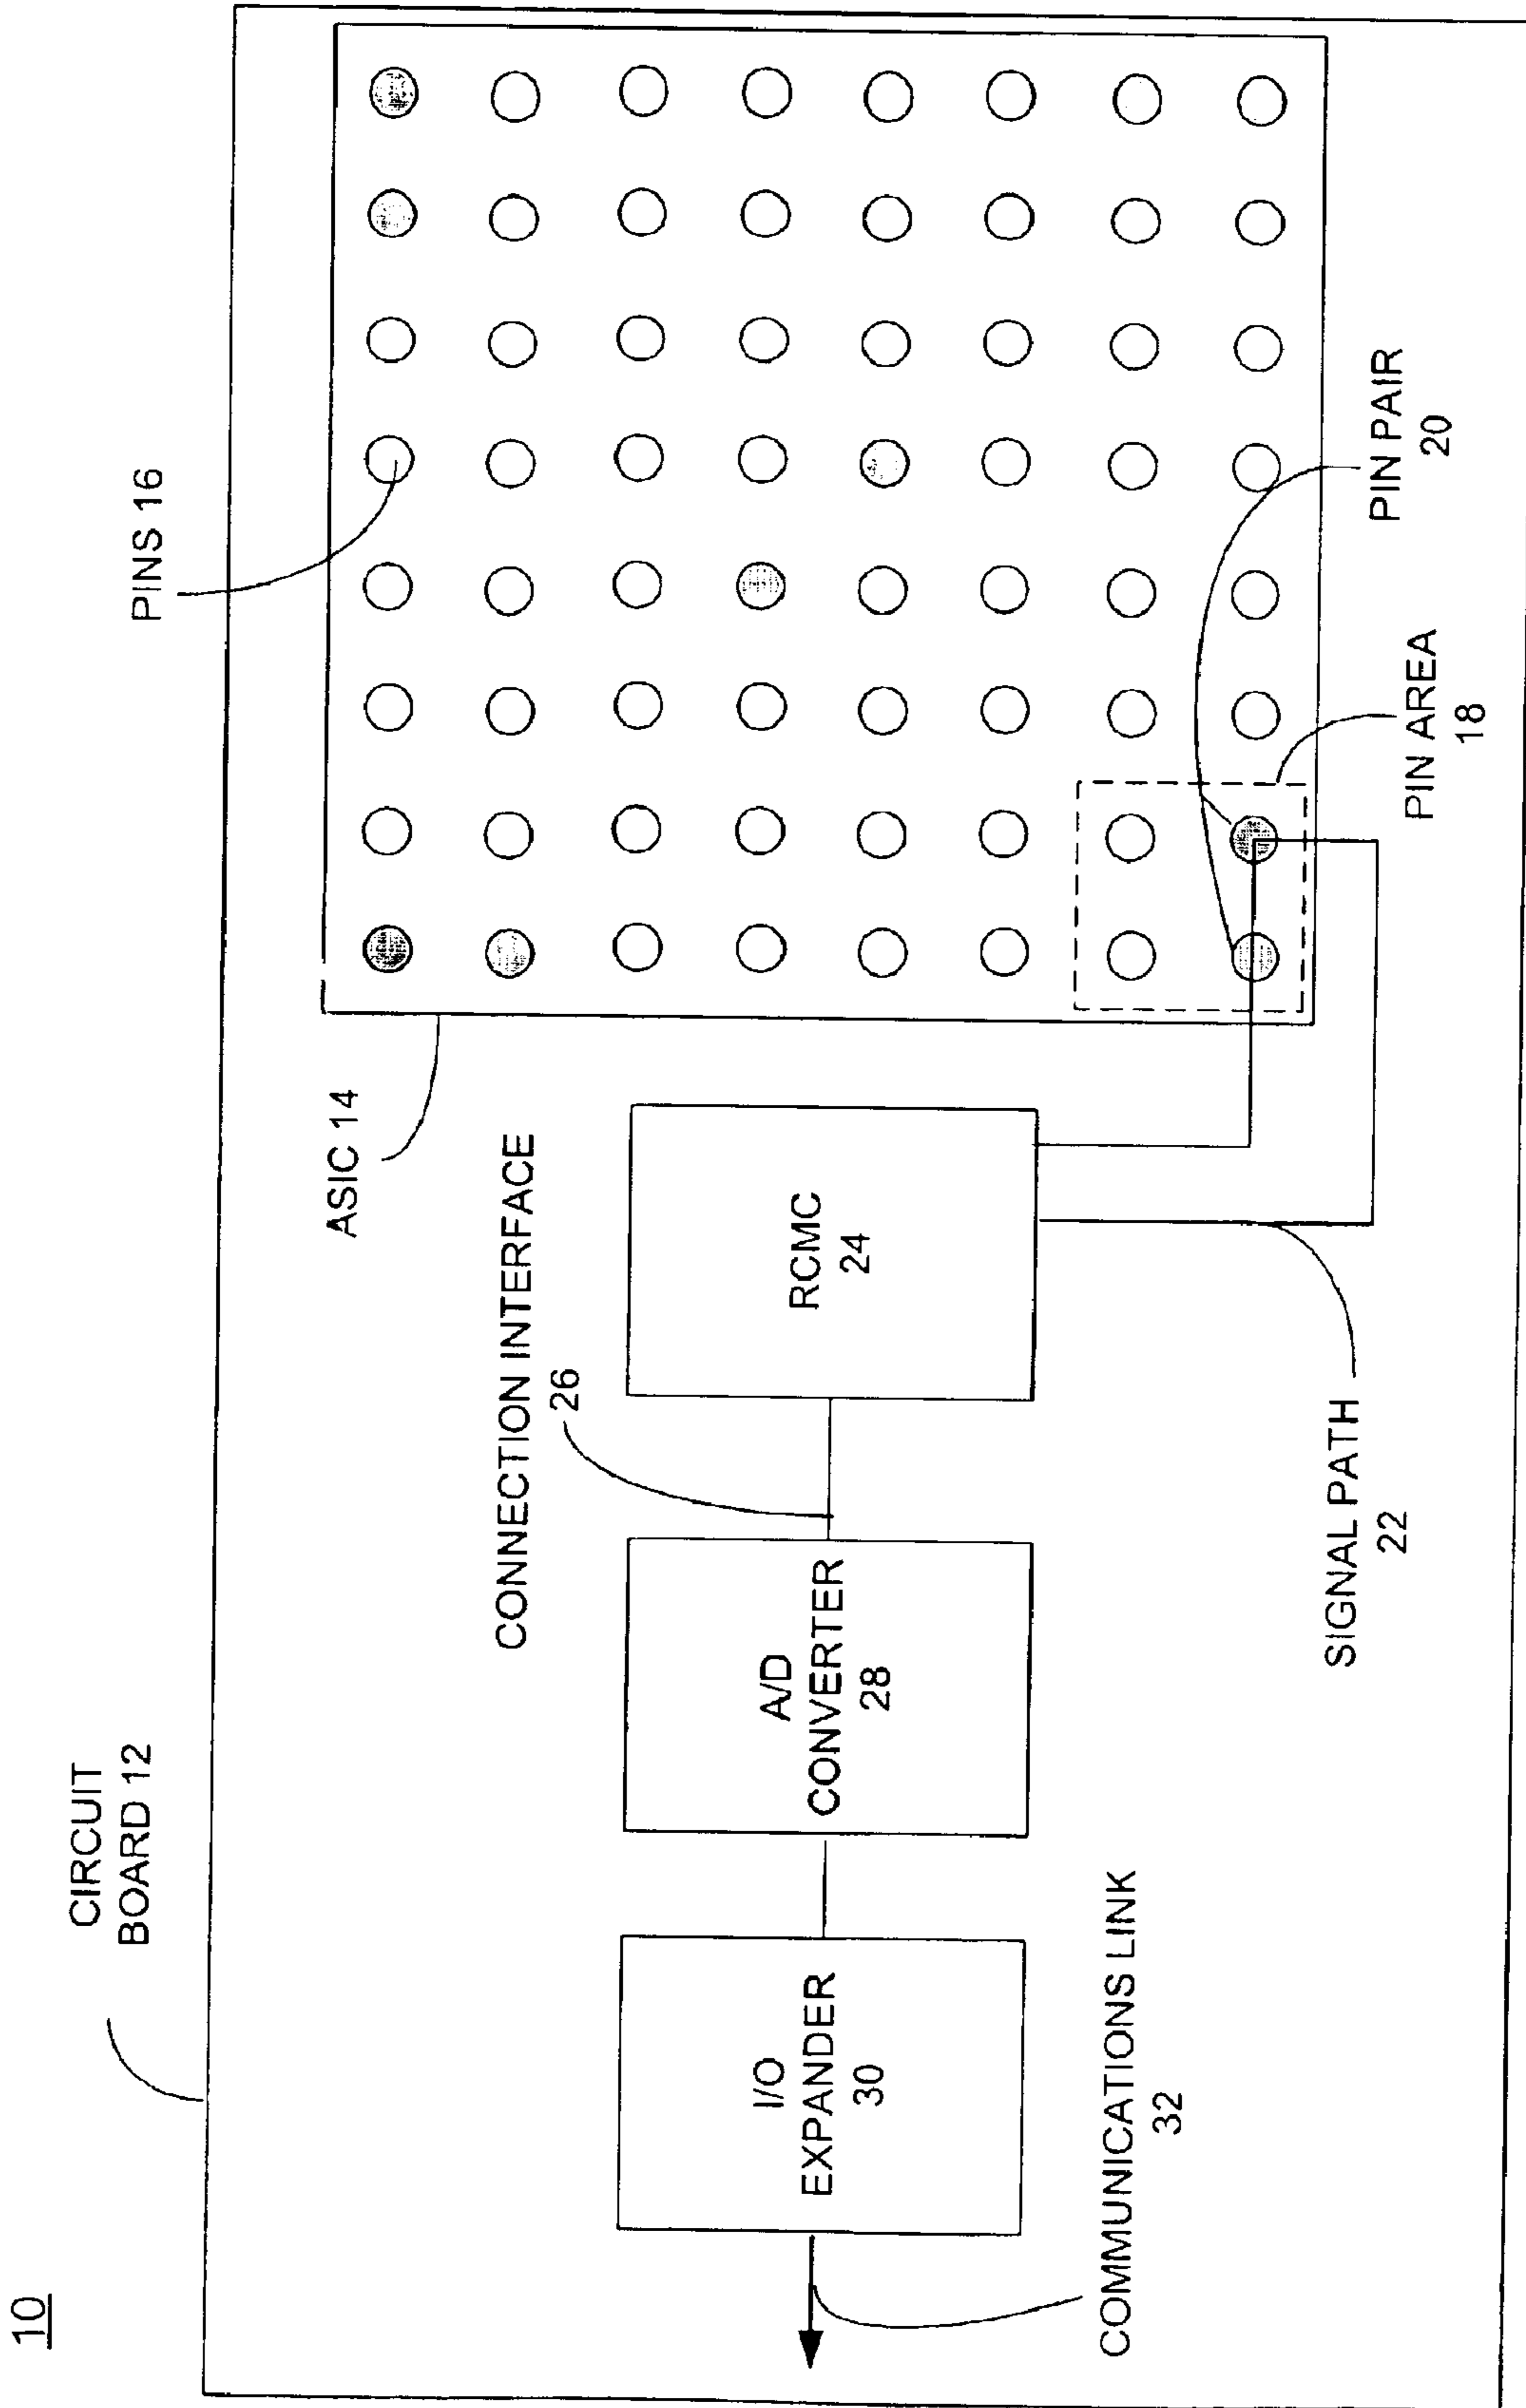 10
CIRCUIT
BOARD 12
PINS 16
ASIC 14
CONNECTION INTERFACE
26
I/O
EXPANDER
30
A/D
CONVERTER
28
RCMC
24
COMMUNICATIONS LINK
32
SIGNAL PATH
22
PIN AREA
18
PIN PAIR
20